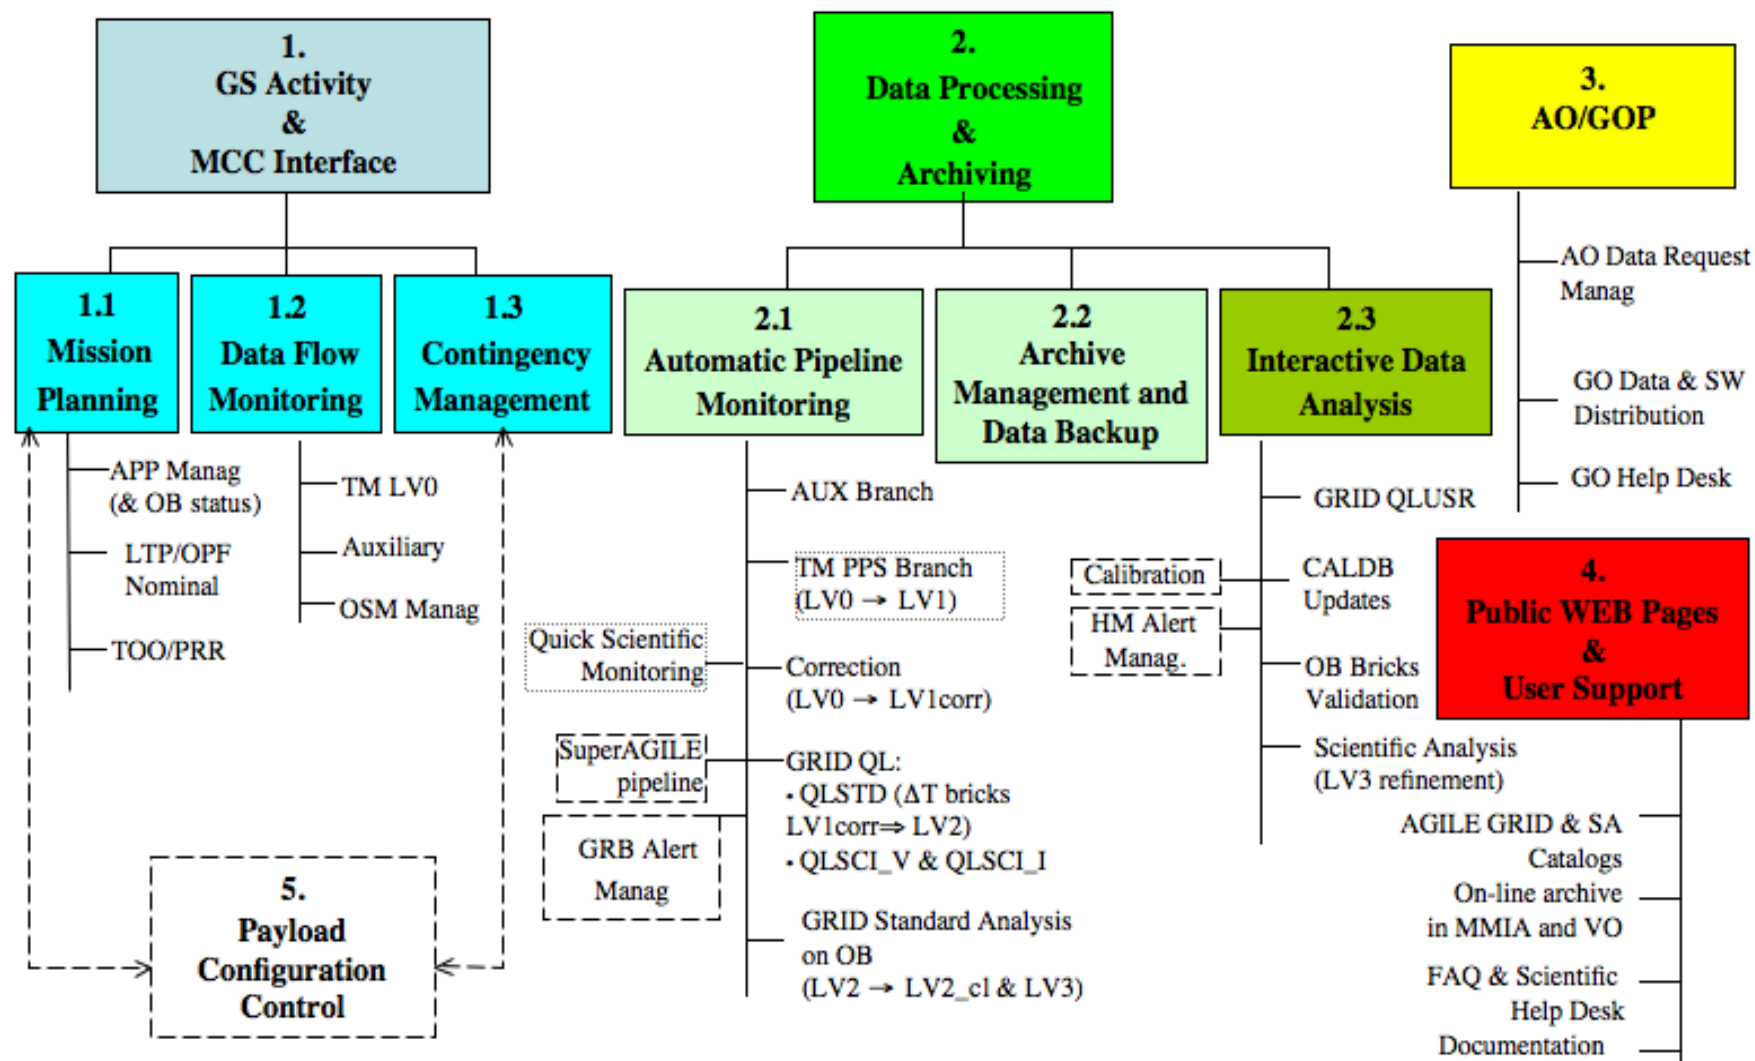 1.
GS Activity
&
MCC Interface
2.
Data Processing
&
Archiving
3.
AO/GOP
1.1
Mission
Planning
1.2
Data Flow
Monitoring
1.3
Contingency
Management
2.1
Automatic Pipeline
Monitoring
2.2
Archive
Management and
Data Backup
2.3
Interactive Data
Analysis
AO Data Request
Manag
GO Data & SW
Distribution
GO Help Desk
APP Manag
(& OB status)
LTP/OPF
Nominal
TOO/PRR
TM LV0
Auxiliary
OSM Manag
AUX Branch
TM PPS Branch
(LV0 → LV1)
Quick Scientific
Monitoring
Correction
(LV0 → LV1corr)
SuperAGILE
pipeline
GRID QL:
· QLSTD (ΔT bricks
LV1corr⇒ LV2)
· QLSCI_V & QLSCI_I
GRB Alert
Manag
GRID Standard Analysis
on OB
(LV2 → LV2_cl & LV3)
GRID QLUSR
Calibration
CALDB
Updates
HM Alert
Manag.
OB Bricks
Validation
Scientific Analysis
(LV3 refinement)
4.
Public WEB Pages
&
User Support
AGILE GRID & SA
Catalogs
On-line archive
in MMIA and VO
FAQ & Scientific
Help Desk
Documentation
5.
Payload
Configuration
Control